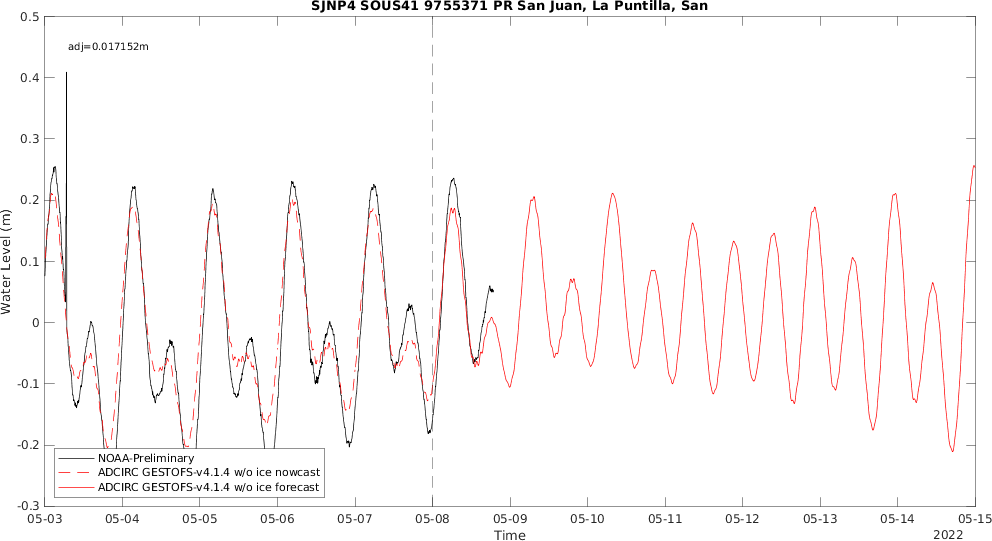 SJNP4 SOUS41 9755371 PR San Juan, La Puntilla, San
adj=0.017152m
Water Level (m)
0.5
0.4
0.3
0.2
0.1
0
-0.1
-0.2
-0.3
NOAA-Preliminary
ADCIRC GESTOFS-v4.1.4 w/o ice nowcast
ADCIRC GESTOFS-v4.1.4 w/o ice forecast
05-03 05-04 05-05 05-06 05-07 05-08 05-09 05-10 05-11 05-12 05-13 05-14 05-15
Time
2022